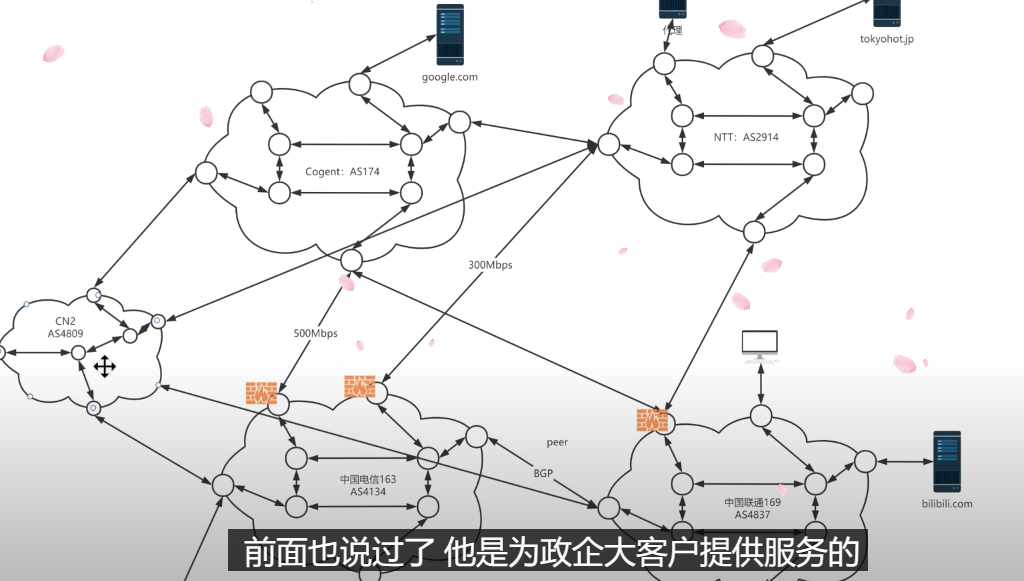 代理
tokyohot.jp
google.com
NTT：AS2914
Cogent：AS174
300Mbps
CN2
AS4809
500Mbps
peer
BGP
中国电信163
AS4134
中国联通169
AS4837
bilibili.com
前面也说过了 他是为政企大客户提供服务的